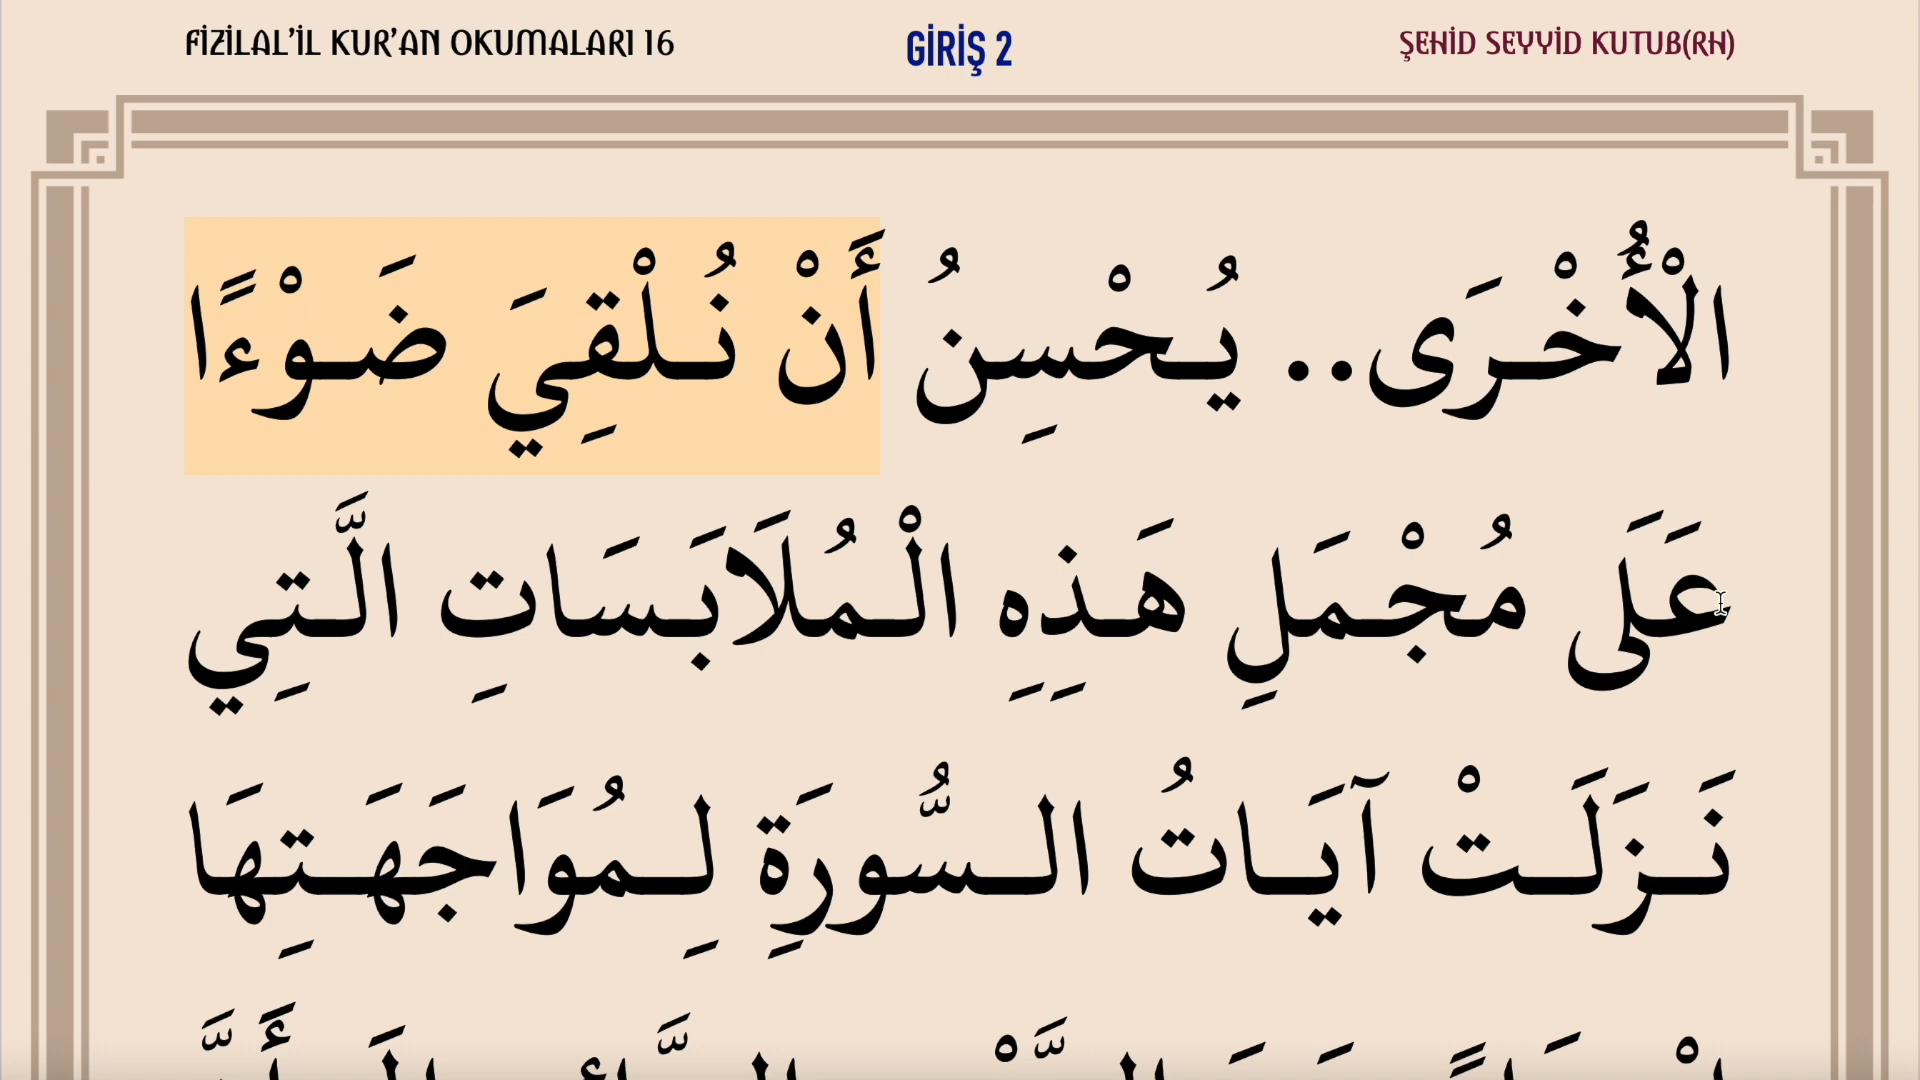 FİZİLAL’İL KUR’AN OKUMALARI 16
GİRİŞ 2
ŞEHİD SEYYİD KUTUB(RH)
الْأُخْرَى.. يُحْسِنُ أَنْ نُلْقِيَ ضَوْءًا
عَلَى مُجْمَلِ هَذِهِ الْمُلَابَسَاتِ الَّتِي
نَزَلَتْ آيَاتُ السُّورَةِ لِمُوَاجَهَتِهَا